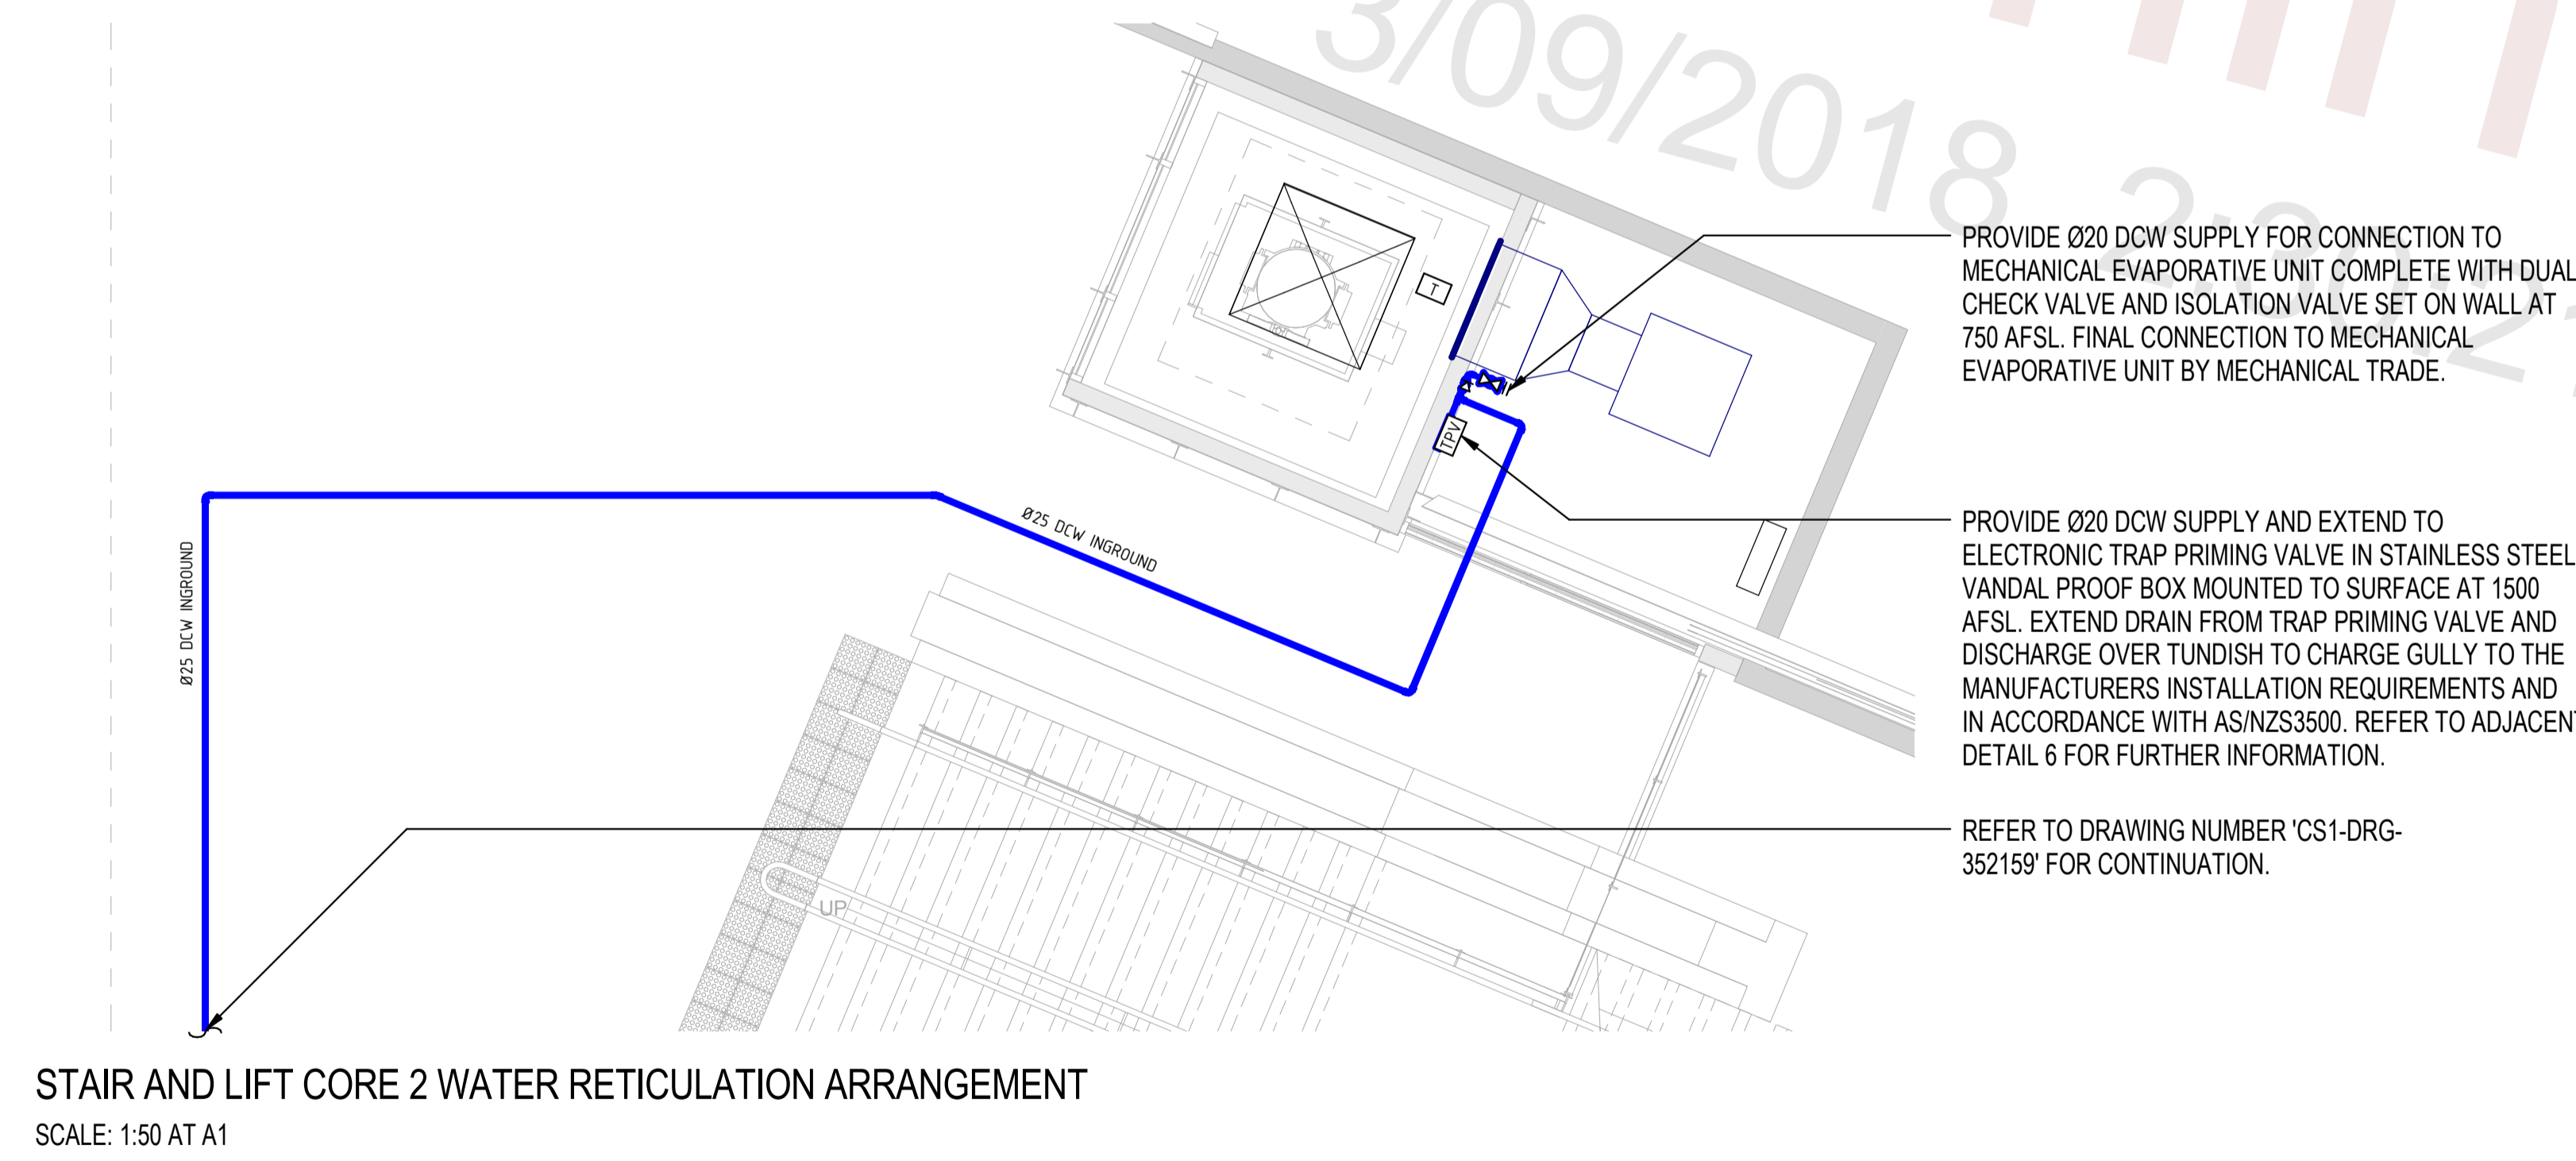 3/09/2018 2:30:21
PROVIDE Ø20 DCW SUPPLY FOR CONNECTION TO
MECHANICAL EVAPORATIVE UNIT COMPLETE WITH DUAL
CHECK VALVE AND ISOLATION VALVE SET ON WALL AT
750 AFSL. FINAL CONNECTION TO MECHANICAL
EVAPORATIVE UNIT BY MECHANICAL TRADE.
T
TPV
Ø25 DCW INGROUND
Ø25 DCW INGROUND
PROVIDE Ø20 DCW SUPPLY AND EXTEND TO
ELECTRONIC TRAP PRIMING VALVE IN STAINLESS STEEL
VANDAL PROOF BOX MOUNTED TO SURFACE AT 1500
AFSL. EXTEND DRAIN FROM TRAP PRIMING VALVE AND
DISCHARGE OVER TUNDISH TO CHARGE GULLY TO THE
MANUFACTURERS INSTALLATION REQUIREMENTS AND
IN ACCORDANCE WITH AS/NZS3500. REFER TO ADJACENT
DETAIL 6 FOR FURTHER INFORMATION.
REFER TO DRAWING NUMBER 'CS1-DRG-
352159' FOR CONTINUATION.
UP
STAIR AND LIFT CORE 2 WATER RETICULATION ARRANGEMENT
SCALE: 1:50 AT A1